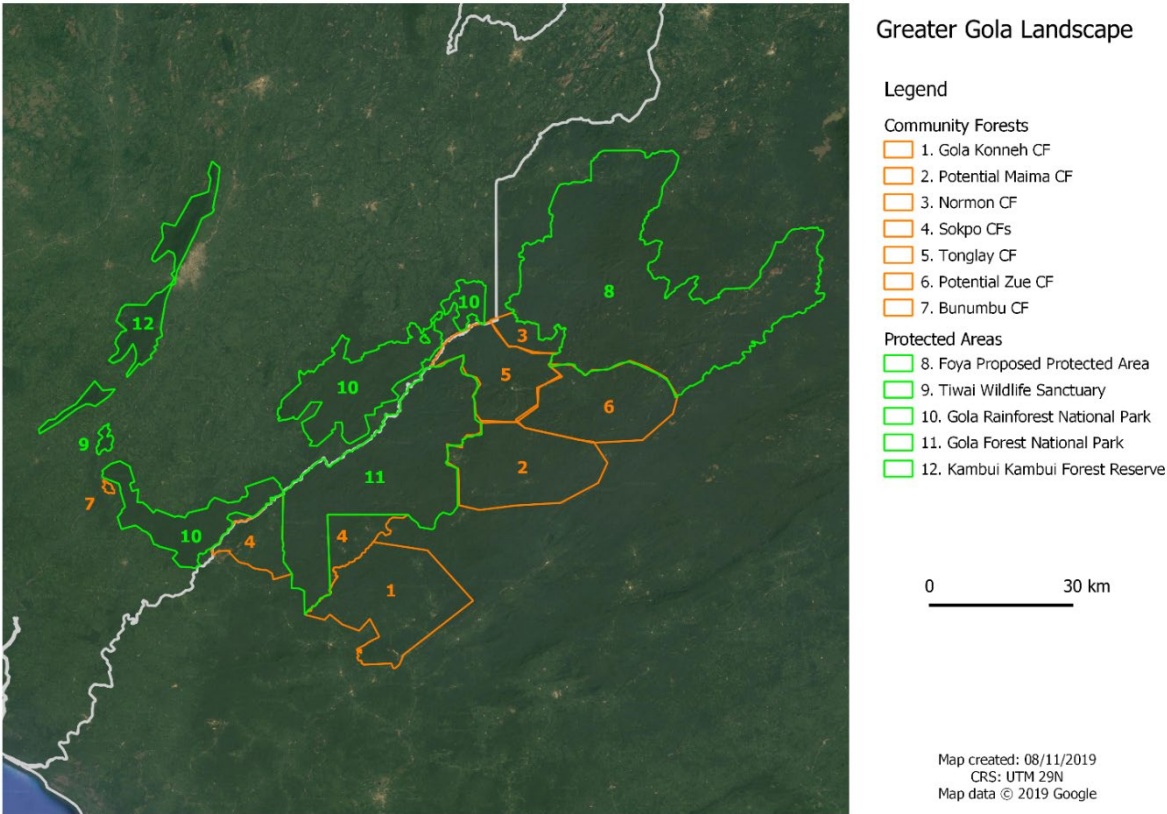 Greater Gola Landscape
Legend
Community Forests
1. Gola Konneh CF
2. Potential Maima CF
3. Normon CF
4. Sokpo CFs
5. Tonglay CF
6. Potential Zue CF
7. Bunumbu CF
Protected Areas
8. Foya Proposed Protected Area
9. Tiwai Wildlife Sanctuary
10. Gola Rainforest National Park
11. Gola Forest National Park
12. Kambui Kambui Forest Reserve
0 30 km
Map created: 08/11/2019
CRS: UTM 29N
Map data © 2019 Google
8
10
12
3
5
10
6
9
2
11
7
10
4
4
1